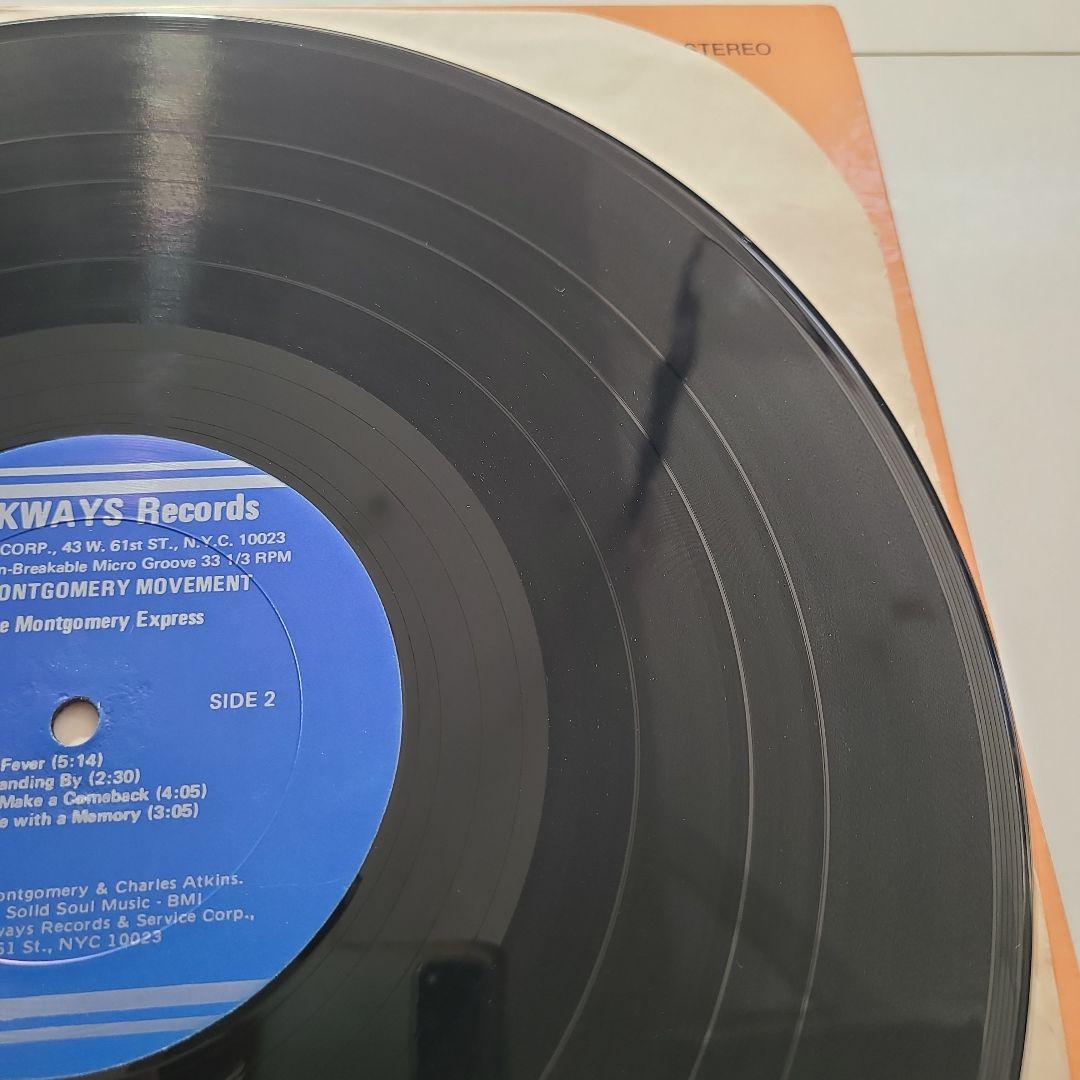 STEREO
KWAYS Records
CORP., 43 W. 61st ST., N.Y.C. 10023
n-Breakable Micro Groove 33 1/3 RPM
ONTGOMERY MOVEMENT
e Montgomery Express
SIDE 2
Fever (5:14)
anding By (2:30)
Make a Comeback (4:05)
e with a Memory (3:05)
ontgomery & Charles Atkins.
Solid Soul Music - BMI
ways Records & Service Corp.,
61 St., NYC 10023